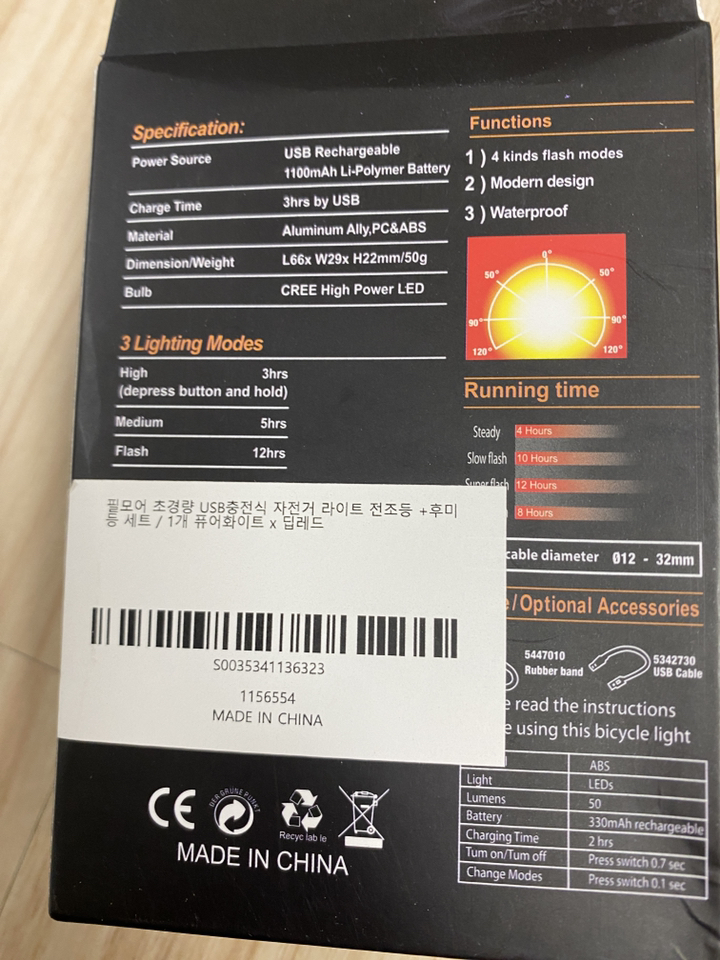 Specification:
Power Source USB Rechargeable
1100mAh Li-Polymer Battery
Charge Time 3hrs by USB
Material Aluminum Ally,PC&ABS
Dimension/Weight L66x W29x H22mm/50g
Bulb CREE High Power LED
3 Lighting Modes
High 3hrs
(depress button and hold)
Medium 5hrs
Flash 12hrs
Functions
1 ) 4 kinds flash modes
2 ) Modern design
3 ) Waterproof
0°
50° 50°
90° 90°
120° 120°
Running time
Steady 4 Hours
Slow flash 10 Hours
Super flash 12 Hours
8 Hours
cable diameter Ø12 - 32mm
/Optional Accessories
5447010
Rubber band
5342730
USB Cable
read the instructions
using this bicycle light
ABS
Light LEDs
Lumens 50
Battery 330mAh rechargeable
Charging Time 2 hrs
Turn on/Turn off Press switch 0.7 sec
Change Modes Press switch 0.1 sec
필모어 초경량 USB충전식 자전거 라이트 전조등 +후미
등 세트 / 1개 퓨어화이트 x 딥레드
S0035341136323
1156554
MADE IN CHINA
CE
DER GRÜNE PUNKT
Recyc lab le
MADE IN CHINA